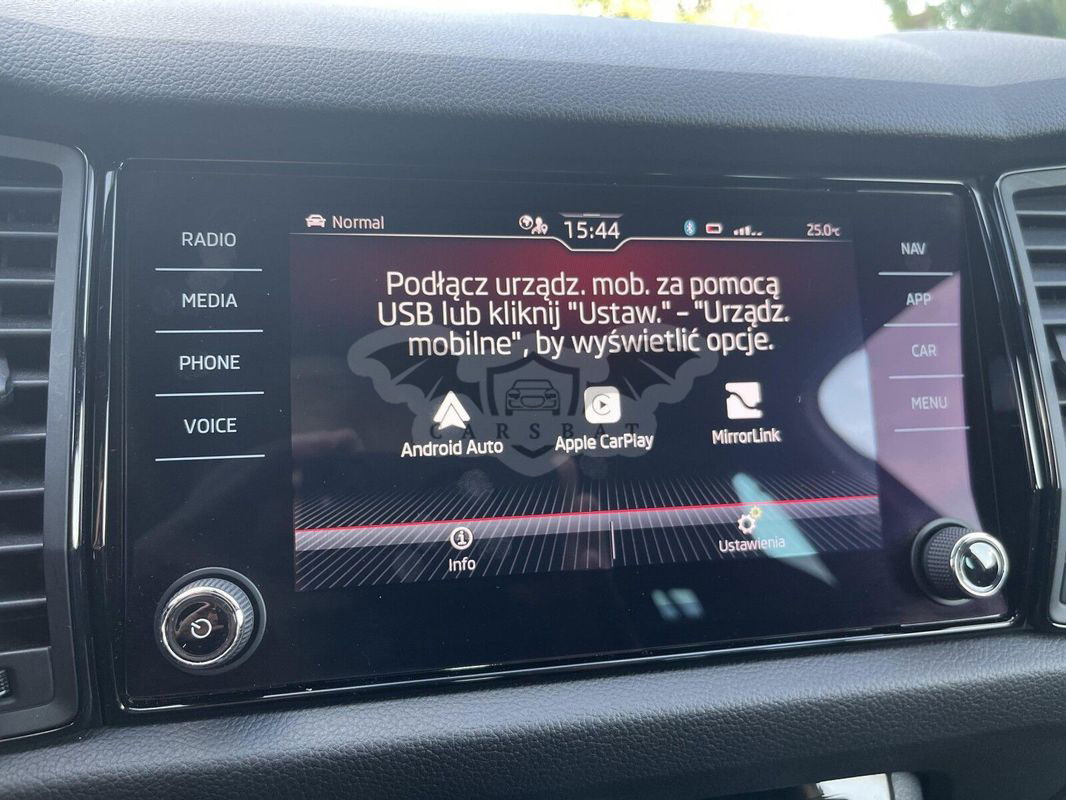 RADIO
MEDIA
PHONE
VOICE
Normal
15:44
25.0°C
Podłącz urządz. mob. za pomocą
USB lub kliknij "Ustaw." - "Urządz.
mobilne", by wyświetlić opcje.
Android Auto
Apple CarPlay
MirrorLink
CARSBAT
Info
Ustawienia
NAV
APP
CAR
MENU